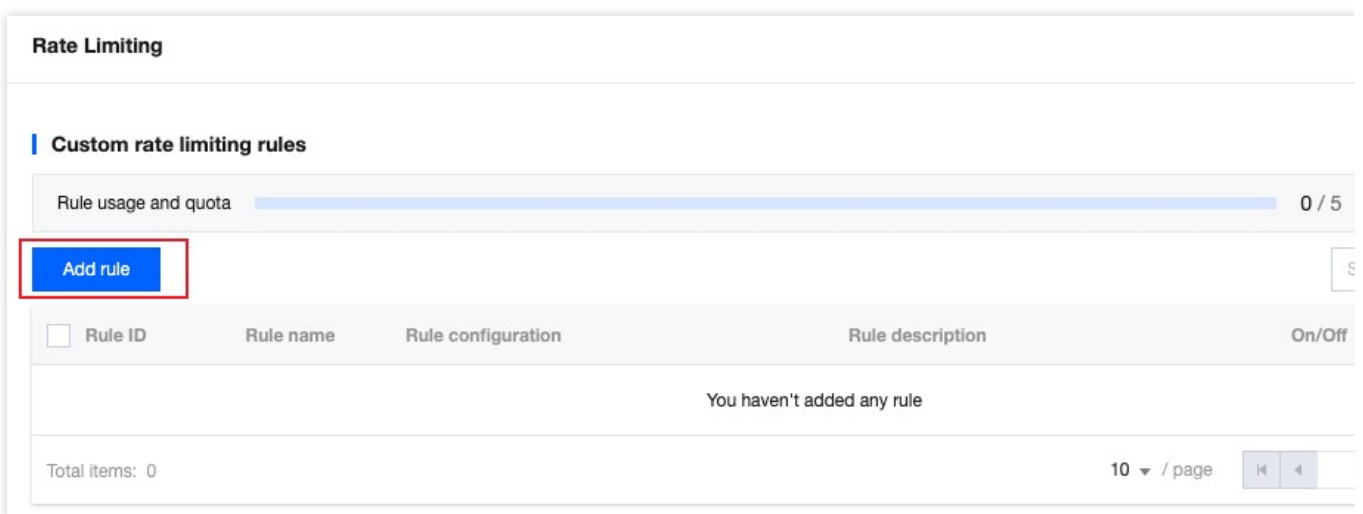 Rate Limiting
Custom rate limiting rules
Rule usage and quota 0 / 5
Add rule
Rule ID Rule name Rule configuration Rule description On/Off
You haven't added any rule
Total items: 0 10 / page